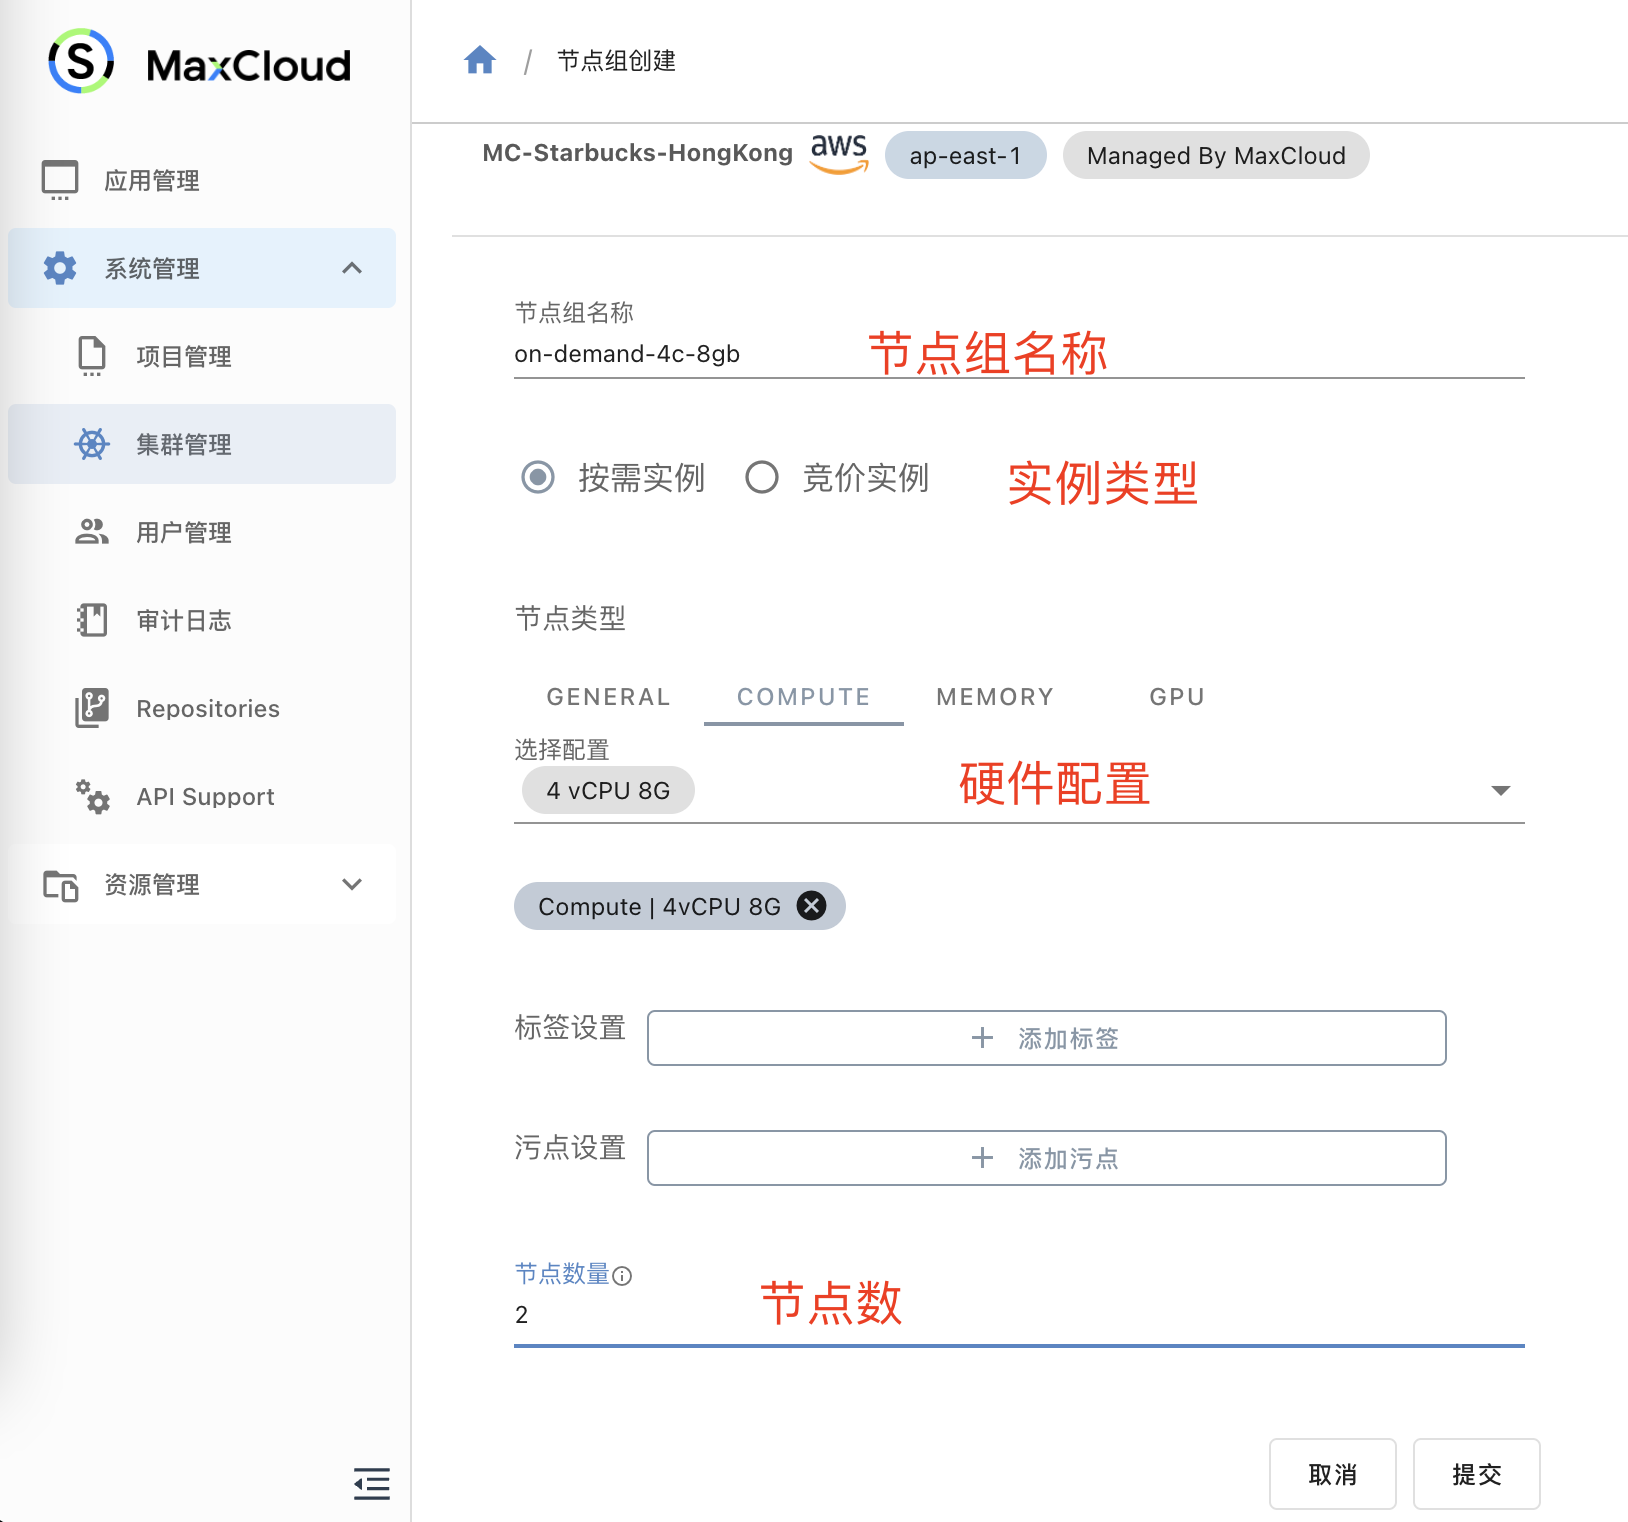 S MaxCloud
应用管理
系统管理
项目管理
集群管理
用户管理
审计日志
Repositories
API Support
资源管理
/ 节点组创建
MC-Starbucks-HongKong aws ap-east-1 Managed By MaxCloud
节点组名称
on-demand-4c-8gb 节点组名称
按需实例 竞价实例 实例类型
节点类型
GENERAL COMPUTE MEMORY GPU
选择配置
4 vCPU 8G 硬件配置
Compute | 4vCPU 8G
标签设置 + 添加标签
污点设置 + 添加污点
节点数量
2 节点数
取消 提交